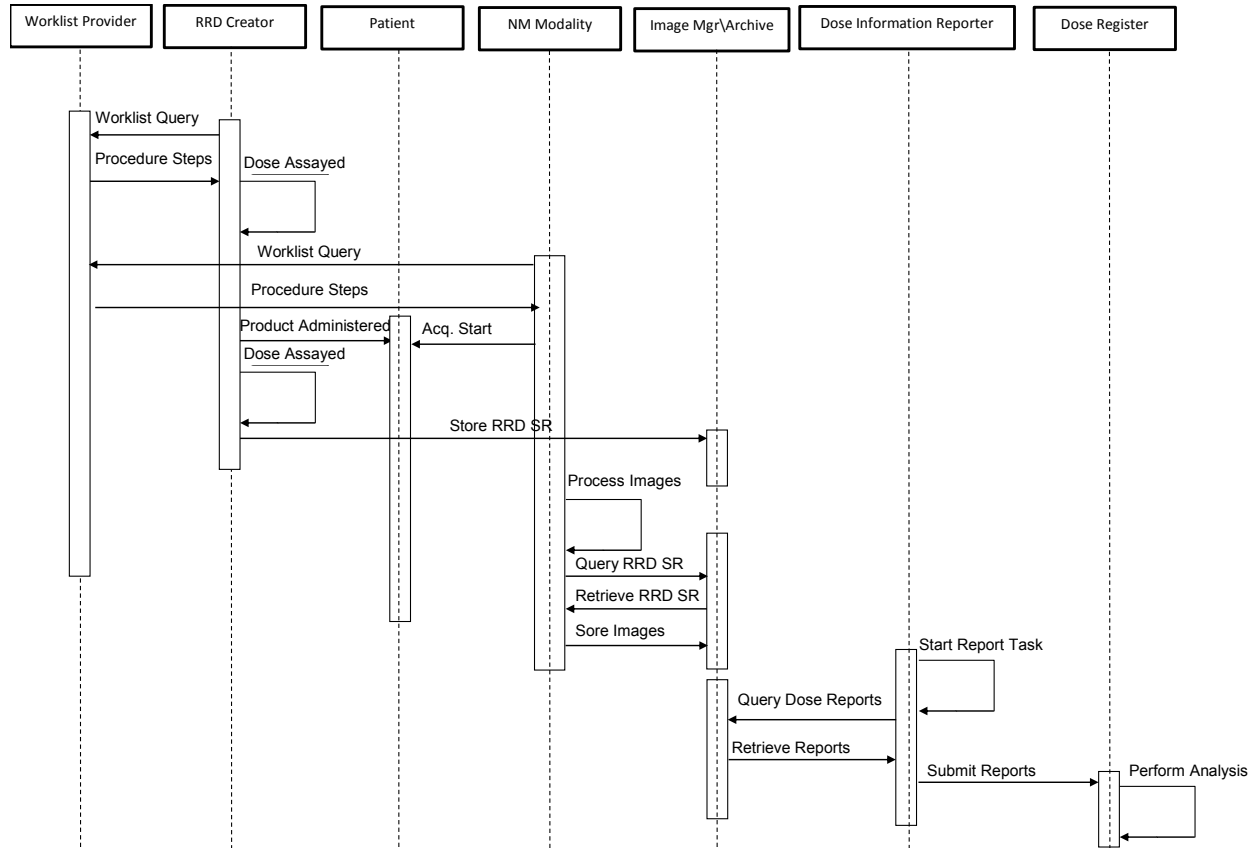 Worklist Provider
RRD Creator
Patient
NM Modality
Image Mgr\Archive
Dose Information Reporter
Dose Register
Worklist Query
Procedure Steps
Dose Assayed
Worklist Query
Procedure Steps
Product Administered
Acq. Start
Dose Assayed
Store RRD SR
Process Images
Query RRD SR
Retrieve RRD SR
Sore Images
Start Report Task
Query Dose Reports
Retrieve Reports
Submit Reports
Perform Analysis